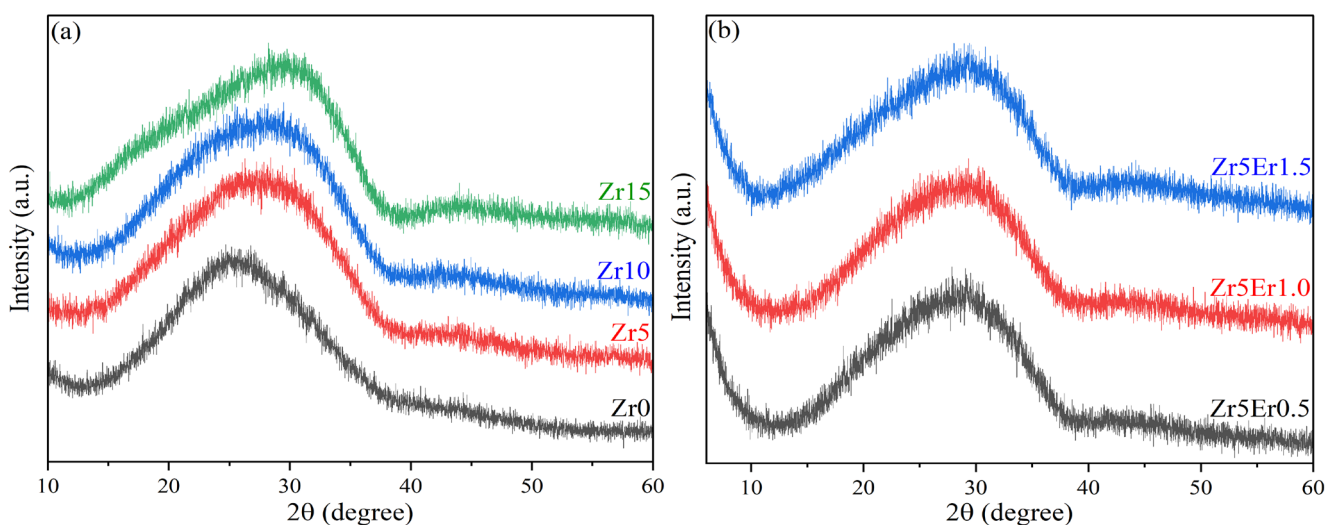 (a)
Intensity (a.u.)
Zr15
Zr10
Zr5
Zr0
10 20 30 40 50 60
2θ (degree)
(b)
Intensity (a.u.)
Zr5Er1.5
Zr5Er1.0
Zr5Er0.5
10 20 30 40 50 60
2θ (degree)